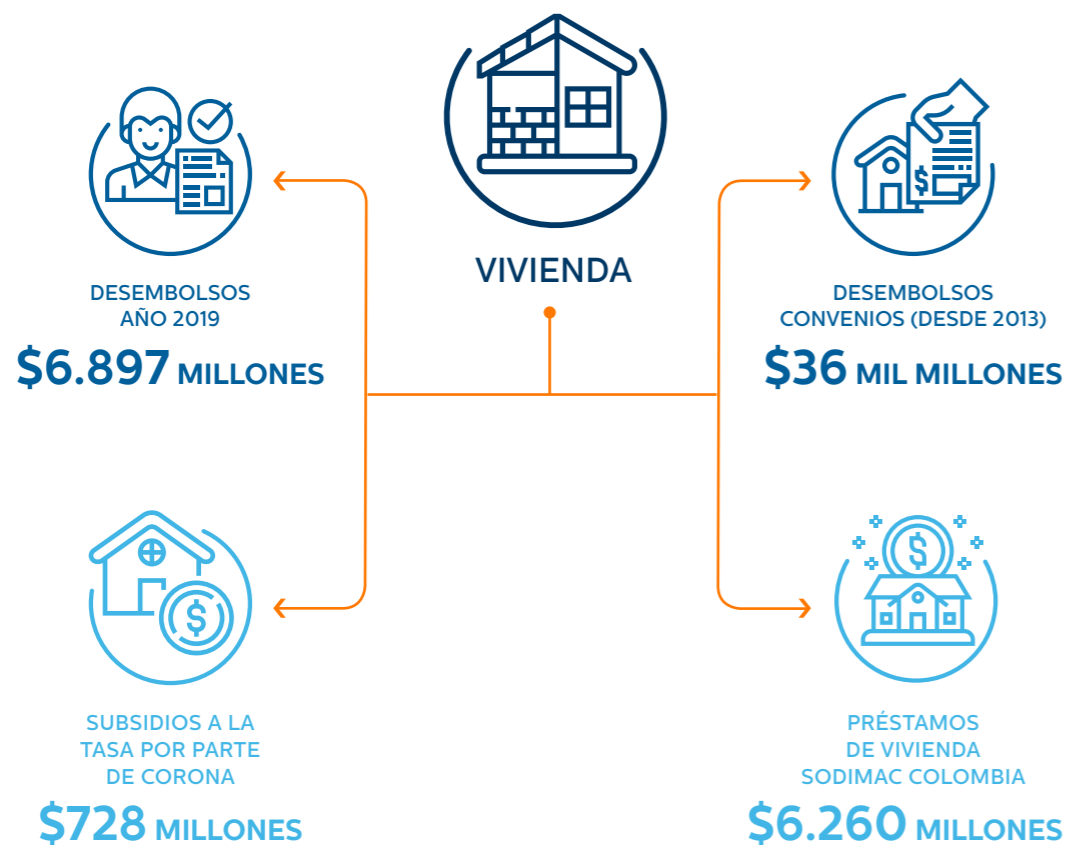 VIVIENDA
DESEMBOLSOS
AÑO 2019
$6.897 MILLONES
DESEMBOLSOS
CONVENIOS (DESDE 2013)
$36 MIL MILLONES
SUBSIDIOS A LA
TASA POR PARTE
DE CORONA
$728 MILLONES
PRÉSTAMOS
DE VIVIENDA
SODIMAC COLOMBIA
$6.260 MILLONES